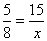 5/8 = 15/x